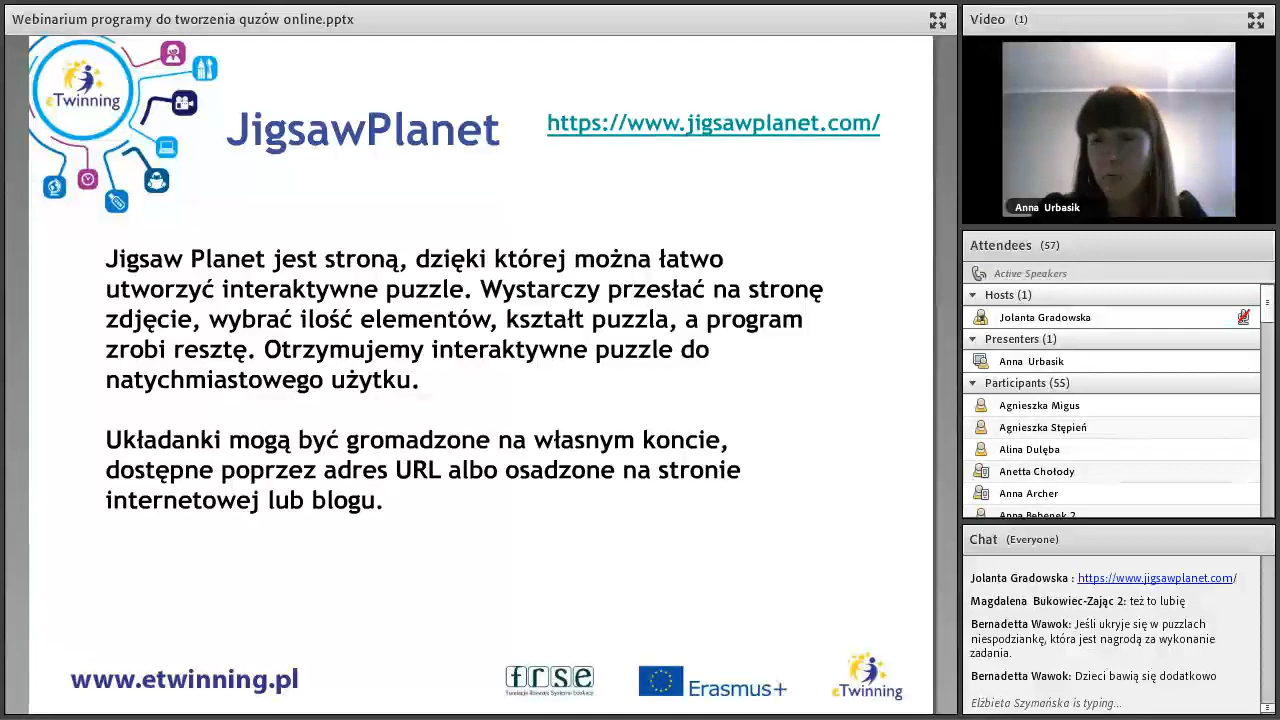 Webinarium programy do tworzenia quzów online.pptx
eTwinning
JigsawPlanet
https://www.jigsawplanet.com/
Jigsaw Planet jest stroną, dzięki której można łatwo
utworzyć interaktywne puzzle. Wystarczy przesłać na stronę
zdjęcie, wybrać ilość elementów, kształt puzzla, a program
zrobi resztę. Otrzymujemy interaktywne puzzle do
natychmiastowego użytku.
Układanki mogą być gromadzone na własnym koncie,
dostępne poprzez adres URL albo osadzone na stronie
internetowej lub blogu.
www.etwinning.pl
frse
Fundacja Rozwoju Systemu Edukacji
Erasmus+
eTwinning
Video (1)
Anna Urbasik
Attendees (57)
Active Speakers
Hosts (1)
Jolanta Gradowska
Presenters (1)
Anna Urbasik
Participants (55)
Agnieszka Migus
Agnieszka Stępień
Alina Dulęba
Anetta Chołody
Anna Archer
Anna Bebenek 2
Chat (Everyone)
Jolanta Gradowska : https://www.jigsawplanet.com/
Magdalena Bukowiec-Zając 2: też to lubię
Bernadetta Wawok: Jeśli ukryje się w puzzlach
niespodziankę, która jest nagrodą za wykonanie
zadania.
Bernadetta Wawok: Dzieci bawią się dodatkowo
Elżbieta Szymańska is typing...